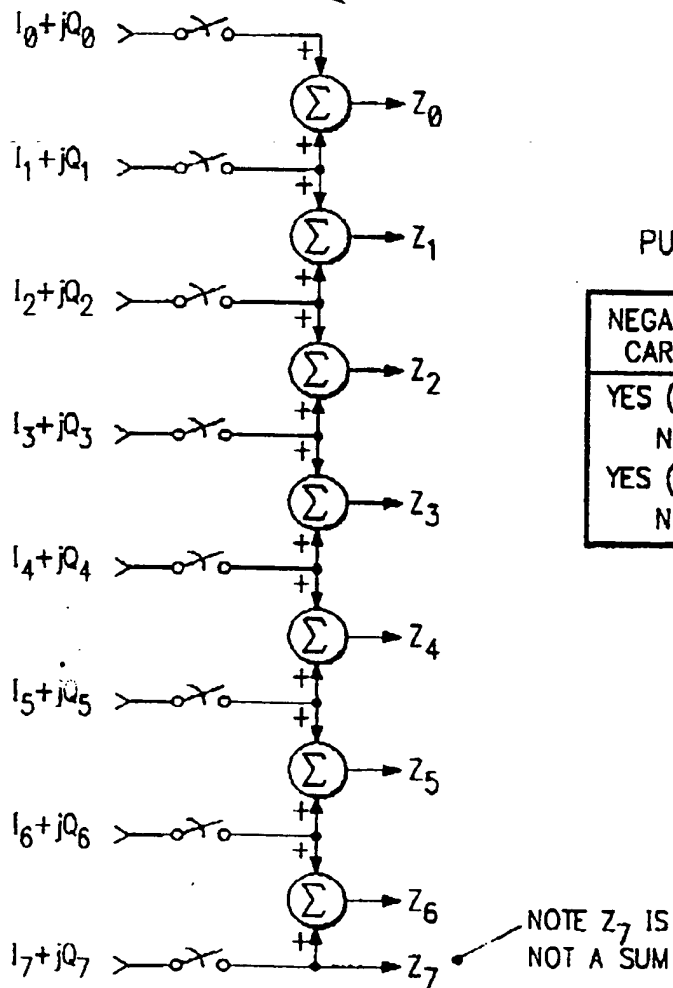 I₀+jQ₀
+
Σ
Z₀
+
I₁+jQ₁
+
Σ
Z₁
+
I₂+jQ₂
+
Σ
Z₂
+
I₃+jQ₃
+
Σ
Z₃
+
I₄+jQ₄
+
Σ
Z₄
+
I₅+jQ₅
+
Σ
Z₅
+
I₆+jQ₆
+
Σ
Z₆
+
I₇+jQ₇
Z₇
NOTE Z₇ IS
NOT A SUM
PU
NEGA
CAR
YES (
N
YES (
N